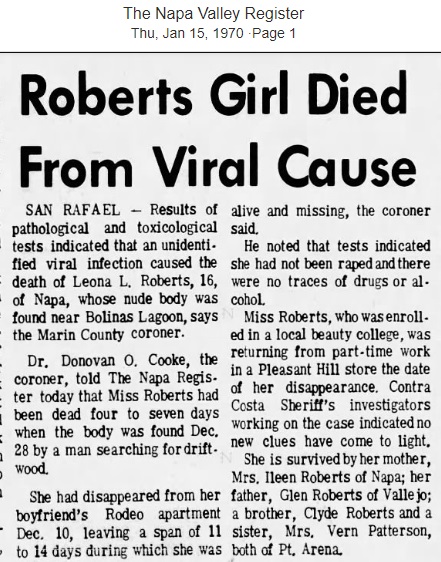 The Napa Valley Register
Thu, Jan 15, 1970 ·Page 1
Roberts Girl Died
From Viral Cause
SAN RAFAEL — Results of
pathological and toxicological
tests indicated that an unidenti-
fied viral infection caused the
death of Leona L. Roberts, 16,
of Napa, whose nude body was
found near Bolinas Lagoon, says
the Marin County coroner.
Dr. Donovan O. Cooke, the
coroner, told The Napa Regis-
ter today that Miss Roberts had
been dead four to seven days
when the body was found Dec.
28 by a man searching for drift-
wood.
She had disappeared from her
boyfriend's Rodeo apartment
Dec. 10, leaving a span of 11
to 14 days during which she was
alive and missing, the coroner
said.
He noted that tests indicated
she had not been raped and there
were no traces of drugs or al-
cohol.
Miss Roberts, who was enroll-
ed in a local beauty college, was
returning from part-time work
in a Pleasant Hill store the date
of her disappearance. Contra
Costa Sheriff's investigators
working on the case indicated no
new clues have come to light.
She is survived by her mother,
Mrs. Ileen Roberts of Napa; her
father, Glen Roberts of Vallejo;
a brother, Clyde Roberts and a
sister, Mrs. Vern Patterson,
both of Pt. Arena.